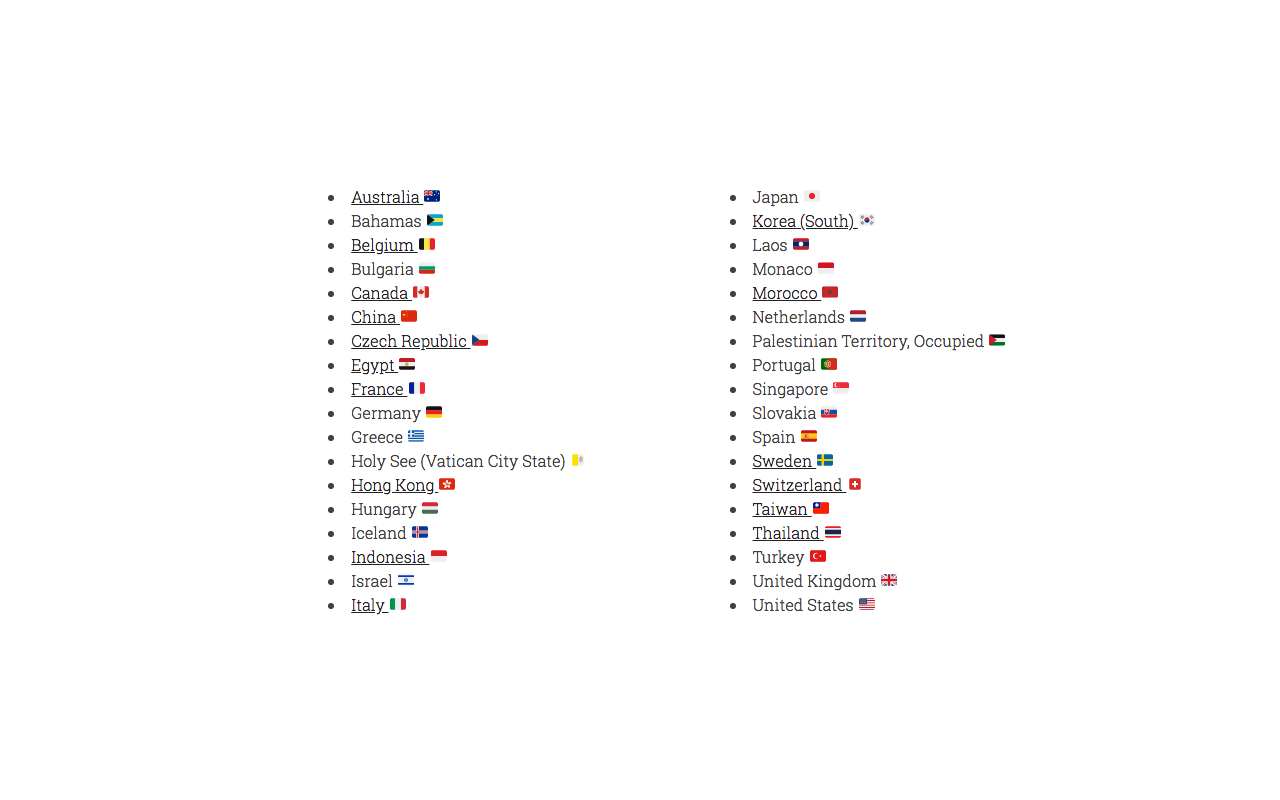 Australia
Bahamas
Belgium
Bulgaria
Canada
China
Czech Republic
Egypt
France
Germany
Greece
Holy See (Vatican City State)
Hong Kong
Hungary
Iceland
Indonesia
Israel
Italy
Japan
Korea (South)
Laos
Monaco
Morocco
Netherlands
Palestinian Territory, Occupied
Portugal
Singapore
Slovakia
Spain
Sweden
Switzerland
Taiwan
Thailand
Turkey
United Kingdom
United States